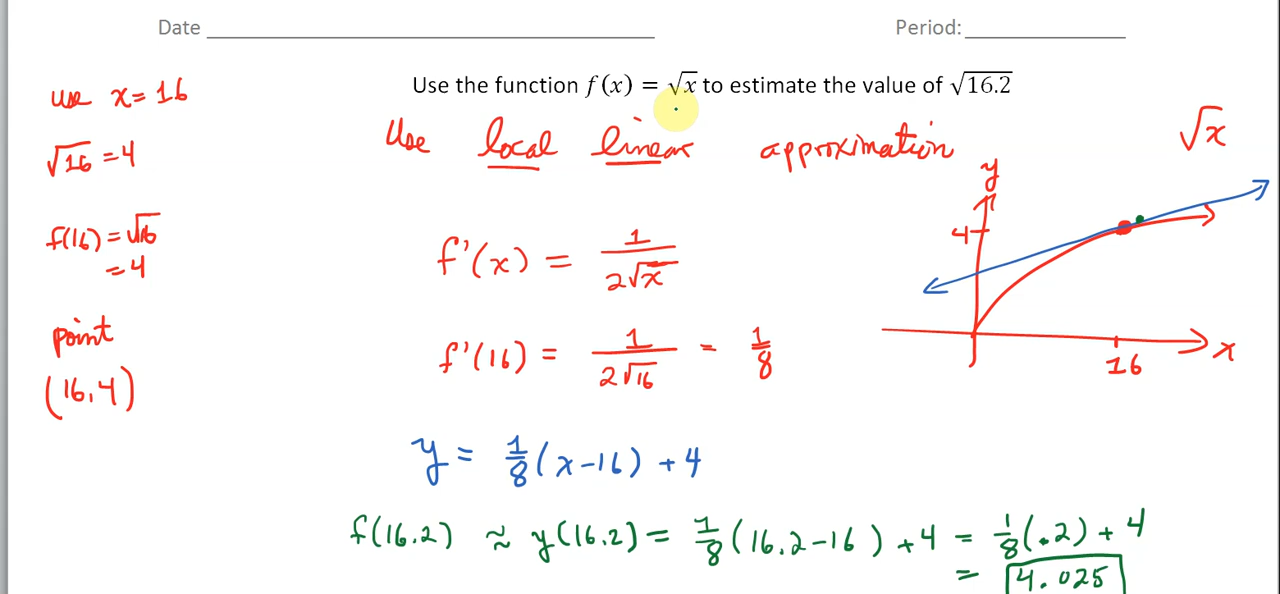 Date ____ Period: ____
Use the function f(x) = √x to estimate the value of √16.2
Use local linear approximation
use x = 16
√16 = 4
f(16) = √16
= 4
point
(16,4)
f'(x) = 1/(2√x)
f'(16) = 1/(2√16) = 1/8
y = 1/8(x-16) + 4
f(16.2) ≈ y(16.2) = 1/8(16.2-16) + 4 = 1/8(.2) + 4
= 4.025
√x
y
4
16
x